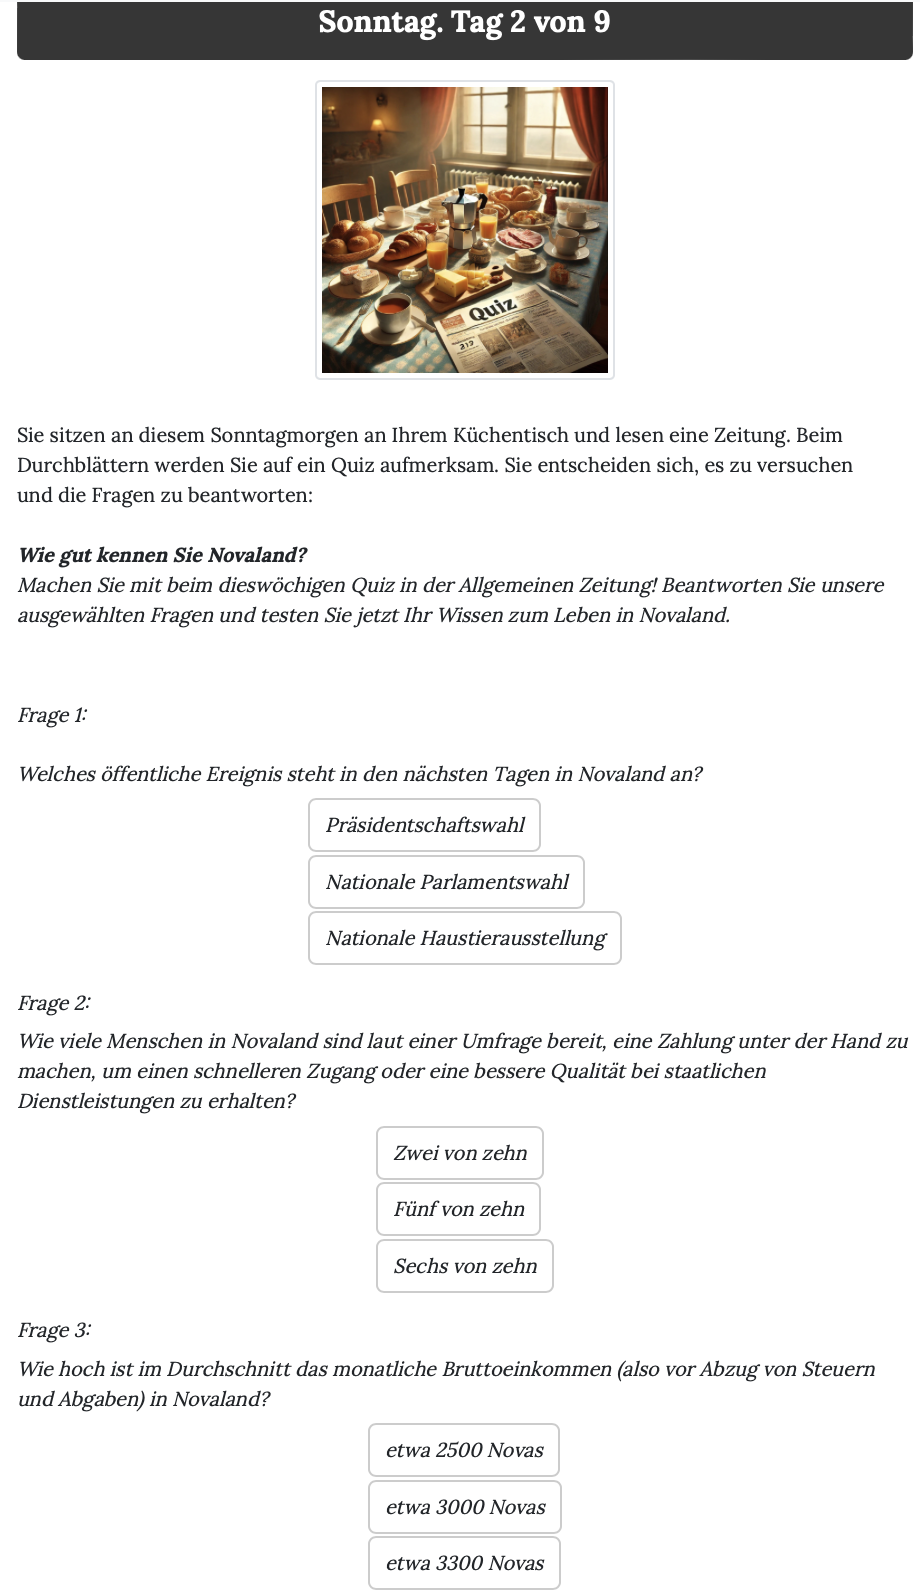 Sonntag. Tag 2 von 9
Quiz
Sie sitzen an diesem Sonntagmorgen an Ihrem Küchentisch und lesen eine Zeitung. Beim
Durchblättern werden Sie auf ein Quiz aufmerksam. Sie entscheiden sich, es zu versuchen
und die Fragen zu beantworten:
Wie gut kennen Sie Novaland?
Machen Sie mit beim dieswöchigen Quiz in der Allgemeinen Zeitung! Beantworten Sie unsere
ausgewählten Fragen und testen Sie jetzt Ihr Wissen zum Leben in Novaland.
Frage 1:
Welches öffentliche Ereignis steht in den nächsten Tagen in Novaland an?
Präsidentschaftswahl
Nationale Parlamentswahl
Nationale Haustierausstellung
Frage 2:
Wie viele Menschen in Novaland sind laut einer Umfrage bereit, eine Zahlung unter der Hand zu
machen, um einen schnelleren Zugang oder eine bessere Qualität bei staatlichen
Dienstleistungen zu erhalten?
Zwei von zehn
Fünf von zehn
Sechs von zehn
Frage 3:
Wie hoch ist im Durchschnitt das monatliche Bruttoeinkommen (also vor Abzug von Steuern
und Abgaben) in Novaland?
etwa 2500 Novas
etwa 3000 Novas
etwa 3300 Novas